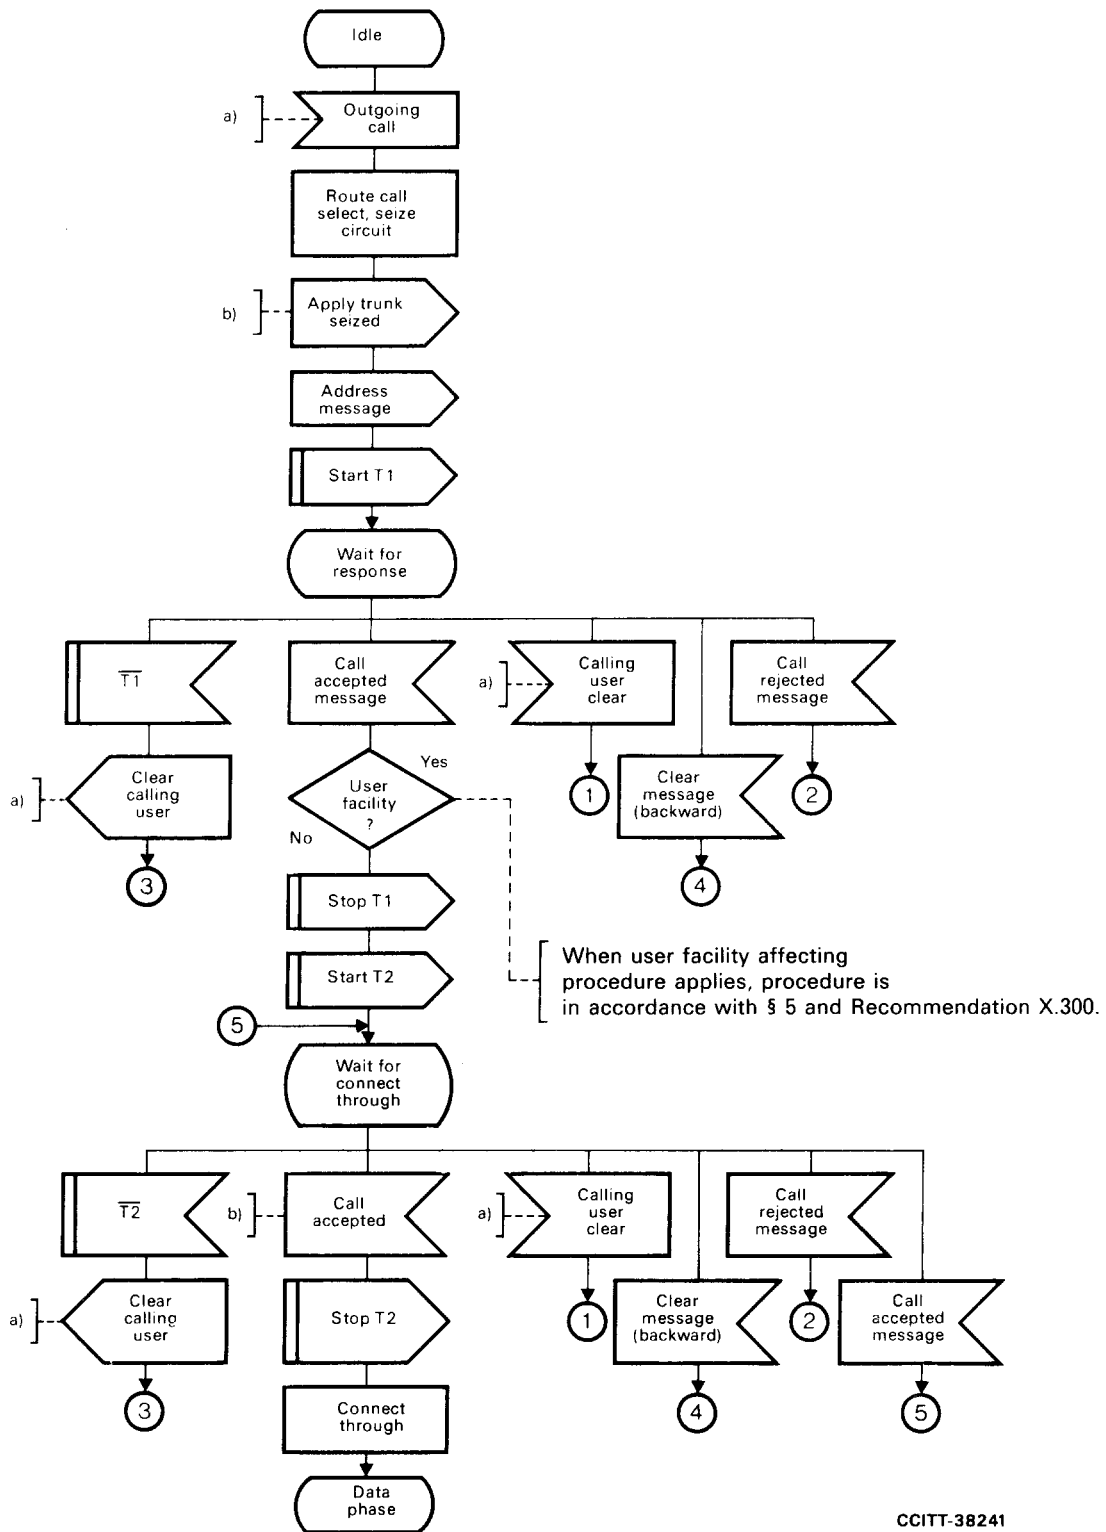 Idle
a)
Outgoing
call
Route call
select, seize
circuit
b)
Apply trunk
seized
Address
message
Start T1
Wait for
response
T1
Call
accepted
message
a)
Calling
user
clear
Call
rejected
message
a)
Clear
calling
user
User
facility
?
Yes
No
1
Clear
message
(backward)
2
3
4
Stop T1
Start T2
When user facility affecting
procedure applies, procedure is
in accordance with § 5 and Recommendation X.300.
5
Wait for
connect
through
T2
b)
Call
accepted
a)
Calling
user
clear
Call
rejected
message
a)
Clear
calling
user
Stop T2
1
Clear
message
(backward)
2
Call
accepted
message
3
Connect
through
4
5
Data
phase
CCITT-38241